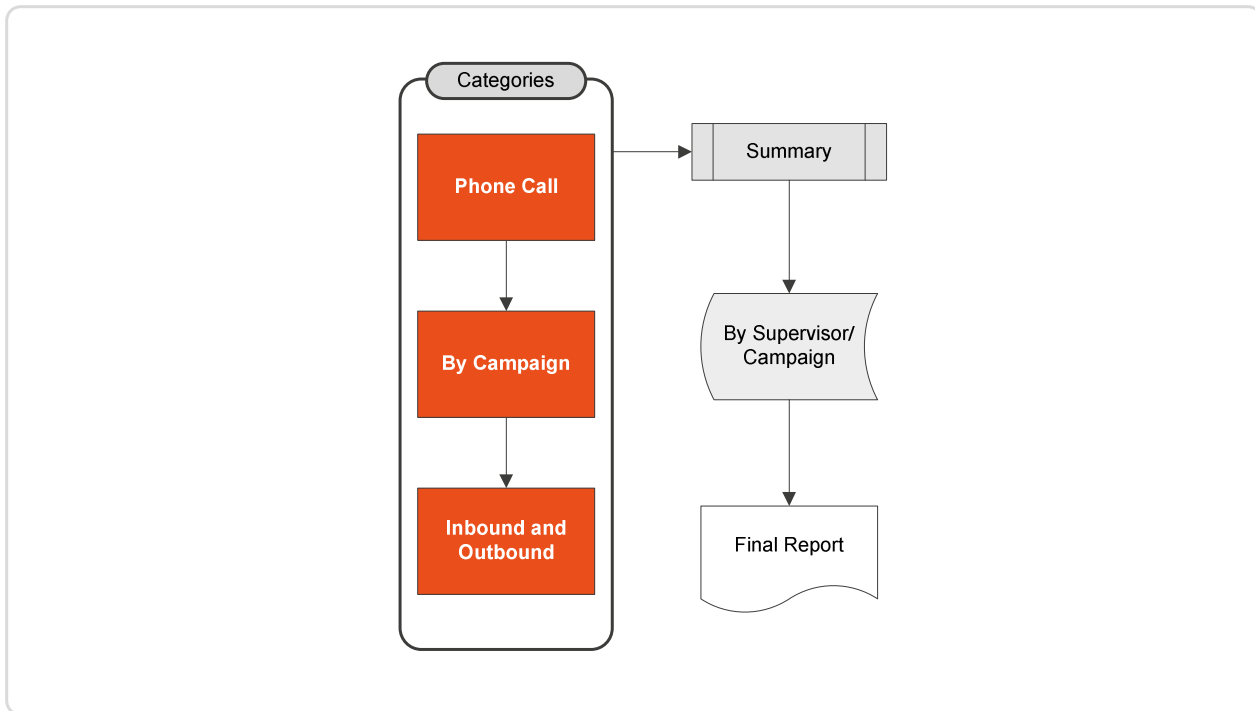 Categories
Phone Call
By Campaign
Inbound and
Outbound
Summary
By Supervisor/
Campaign
Final Report